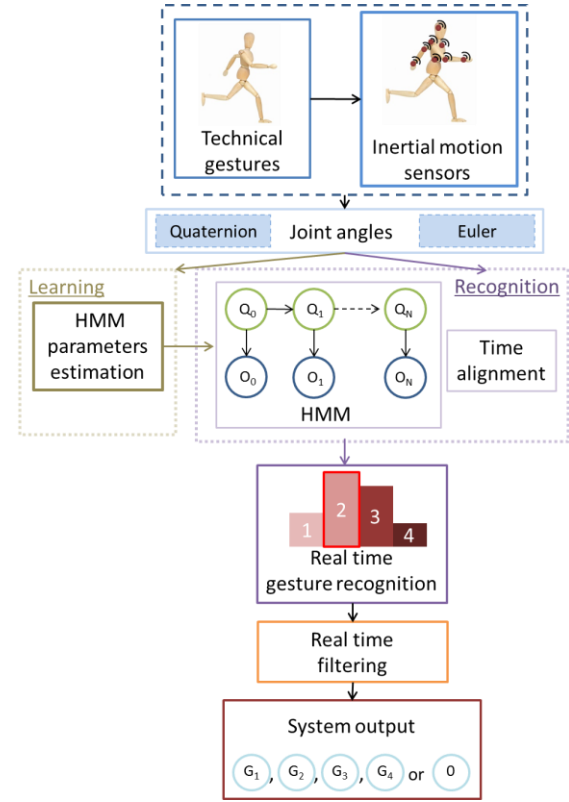 Technical
gestures
Inertial motion
sensors
Quaternion Joint angles Euler
Learning
HMM
parameters
estimation
Recognition
Q0 Q1 QN
O0 O1 ON
HMM
Time
alignment
1 2 3 4
Real time
gesture recognition
Real time
filtering
System output
G1, G2, G3, G4 or 0